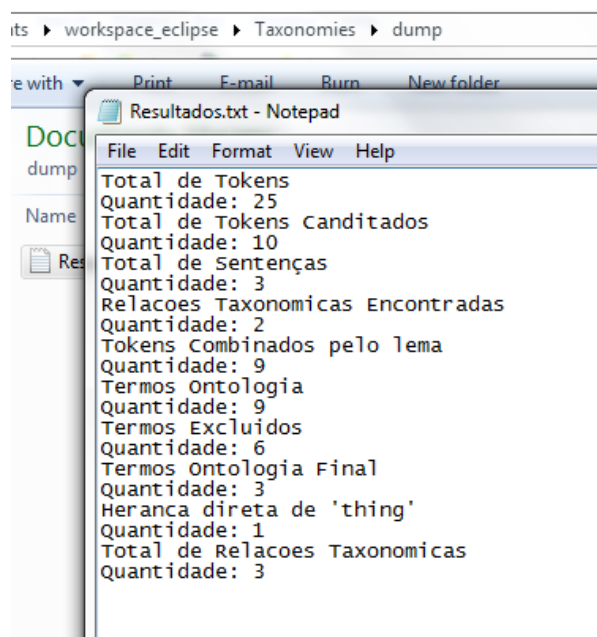 workspace_eclipse ▸ Taxonomies ▸ dump
with Print E-mail Burn New folder
Resultados.txt - Notepad
File Edit Format View Help
dump
Name
Total de Tokens
Quantidade: 25
Total de Tokens Canditados
Quantidade: 10
Total de Sentenças
Quantidade: 3
Relacoes Taxonomicas Encontradas
Quantidade: 2
Tokens Combinados pelo lema
Quantidade: 9
Termos Ontologia
Quantidade: 9
Termos Excluidos
Quantidade: 6
Termos Ontologia Final
Quantidade: 3
Heranca direta de 'thing'
Quantidade: 1
Total de Relacoes Taxonomicas
Quantidade: 3